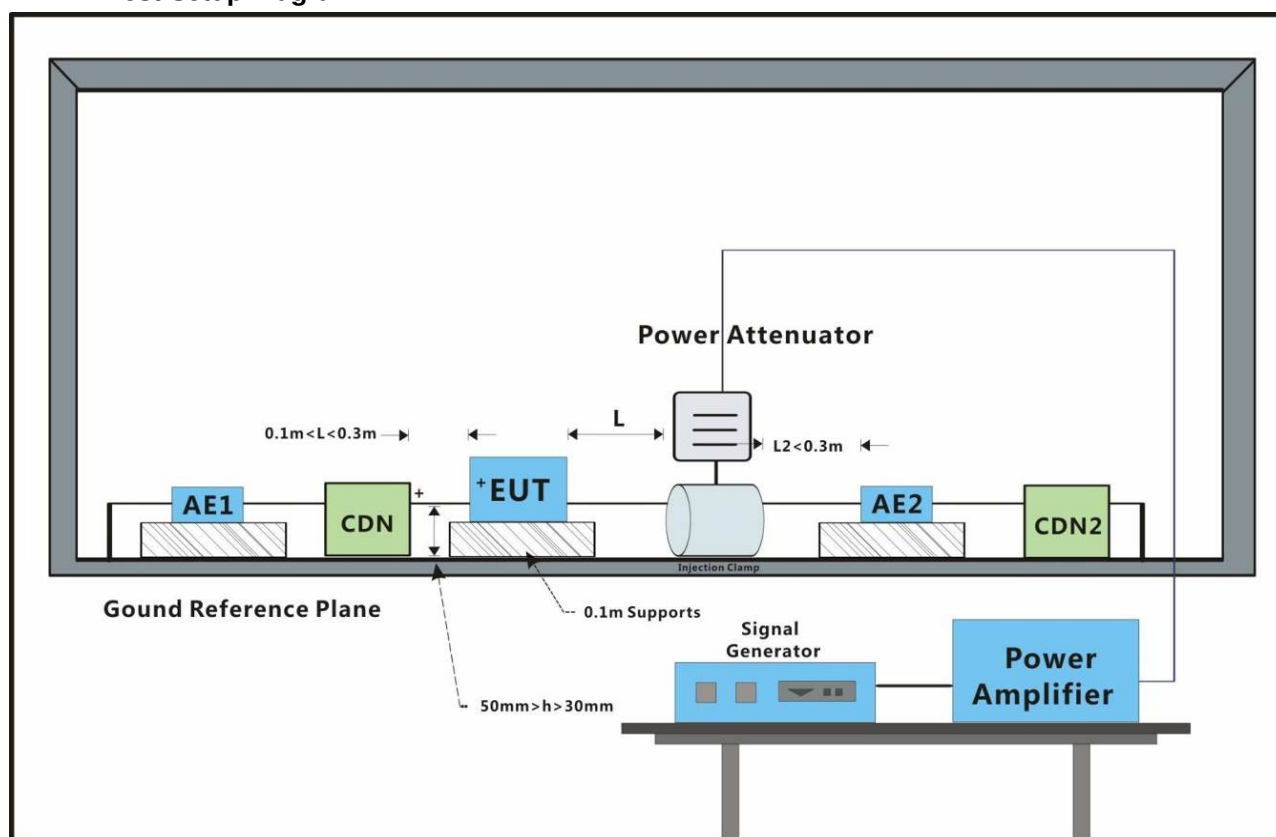 Power Attenuator
0.1m<L<0.3m
L
L2<0.3m
AE1
CDN
+
+EUT
AE2
CDN2
Injection Clamp
Gound Reference Plane
0.1m Supports
50mm>h>30mm
Signal
Generator
Power
Amplifier